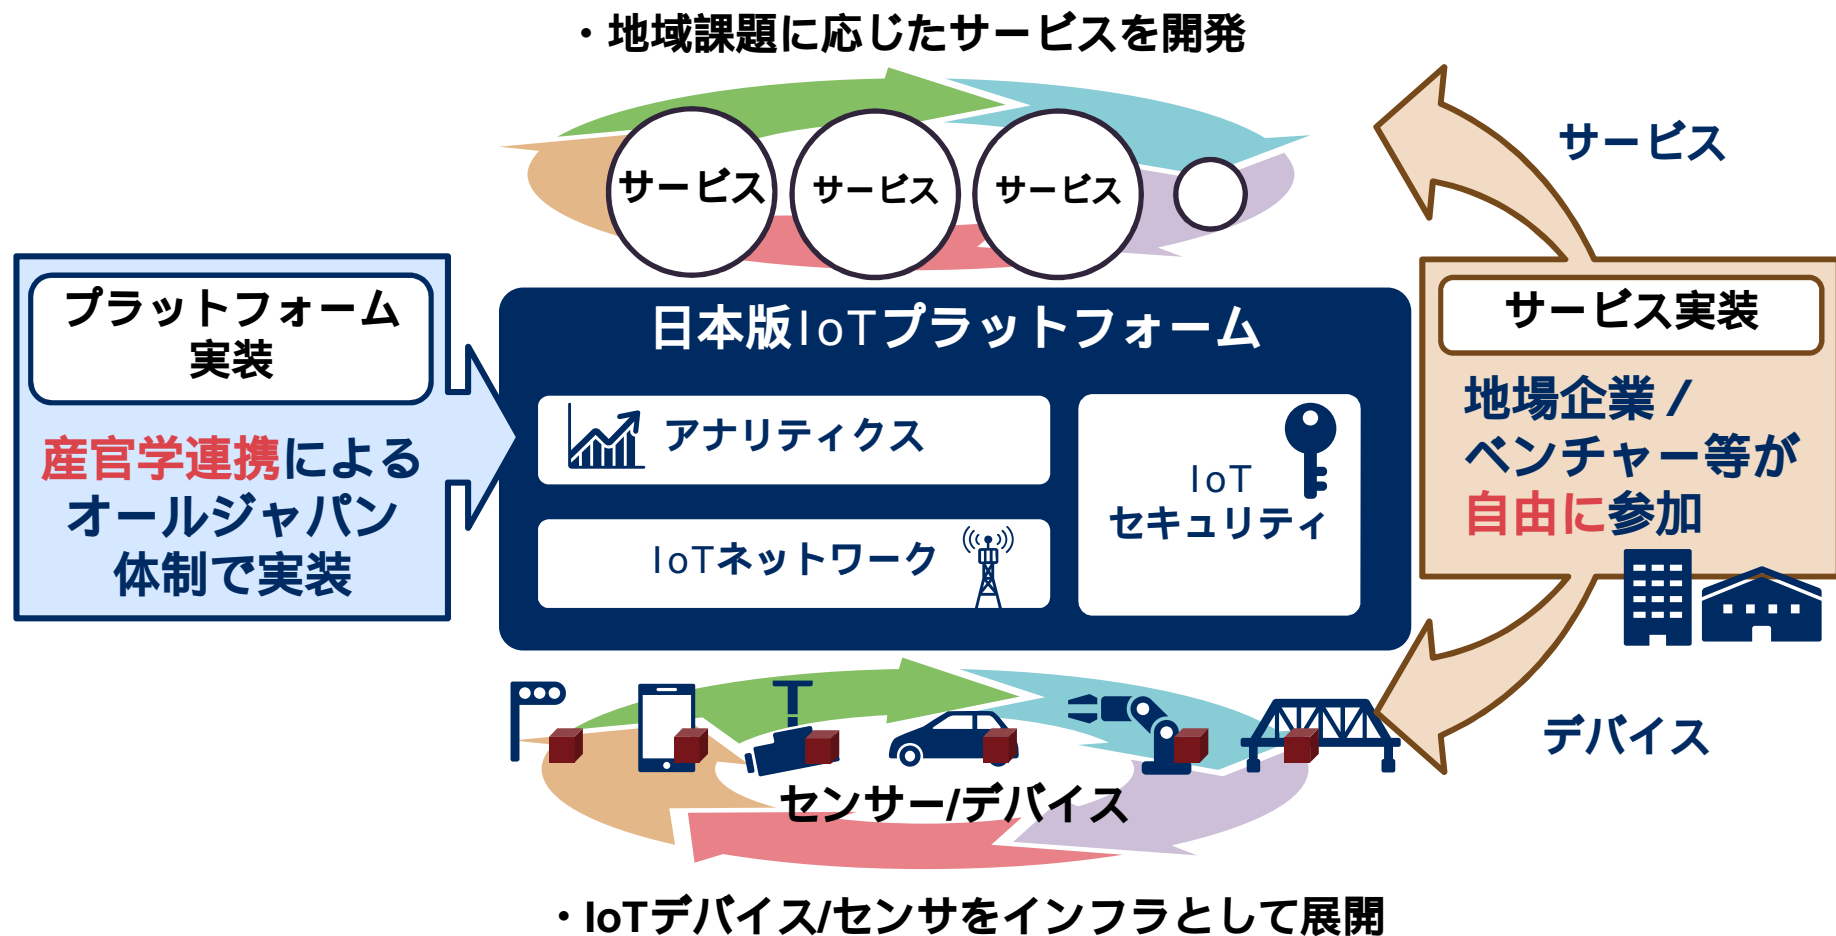 ・地域課題に応じたサービスを開発
サービス
サービス
サービス
サービス
プラットフォーム
実装
産官学連携による
オールジャパン
体制で実装
日本版IoTプラットフォーム
アナリティクス
IoTネットワーク
IoT
セキュリティ
サービス実装
地場企業/
ベンチャー等が
自由に参加
デバイス
センサー/デバイス
・IoTデバイス/センサをインフラとして展開